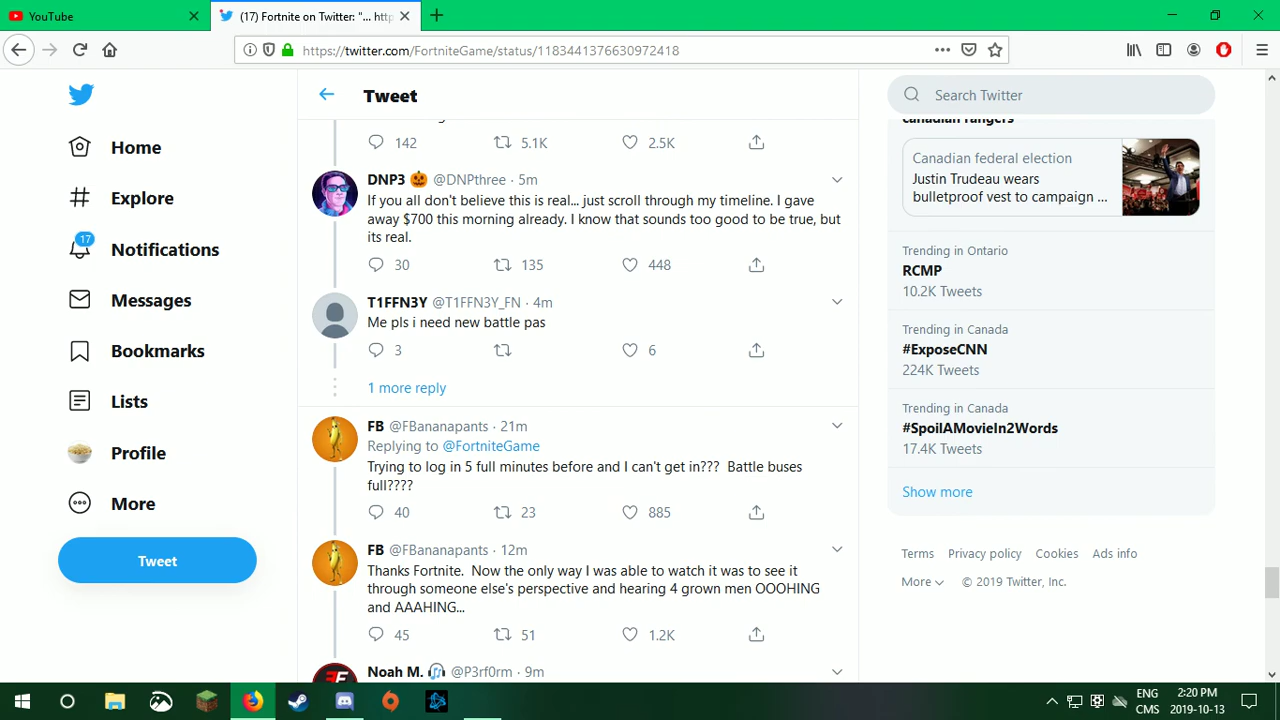 YouTube
(17) Fortnite on Twitter: "... http
https://twitter.com/FortniteGame/status/1183441376630972418
Home
Explore
17
Notifications
Messages
Bookmarks
Lists
Profile
More
Tweet
Tweet
142 5.1K 2.5K
DNP3 🎃 @DNPthree · 5m
If you all don't believe this is real... just scroll through my timeline. I gave
away $700 this morning already. I know that sounds too good to be true, but
its real.
30 135 448
T1FFN3Y @T1FFN3Y_FN · 4m
Me pls i need new battle pas
3 6
1 more reply
FB @FBananapants · 21m
Replying to @FortniteGame
Trying to log in 5 full minutes before and I can't get in??? Battle buses
full????
40 23 885
FB @FBananapants · 12m
Thanks Fortnite. Now the only way I was able to watch it was to see it
through someone else's perspective and hearing 4 grown men OOOHING
and AAAHING...
45 51 1.2K
Noah M. 🎧 @P3rf0rm · 9m
Search Twitter
Canadian rangers
Canadian federal election
Justin Trudeau wears
bulletproof vest to campaign ...
Trending in Ontario
RCMP
10.2K Tweets
Trending in Canada
#ExposeCNN
224K Tweets
Trending in Canada
#SpoilAMovieIn2Words
17.4K Tweets
Show more
Terms Privacy policy Cookies Ads info
More © 2019 Twitter, Inc.
ENG
CMS
2:20 PM
2019-10-13